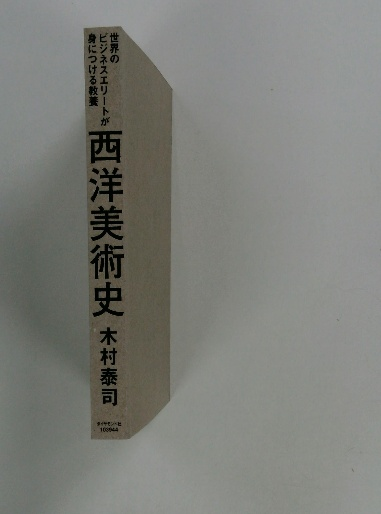 世界の
ビジネスエリートが
身につける教養
西洋美術史
木村泰司
ダイヤモンド社
103944